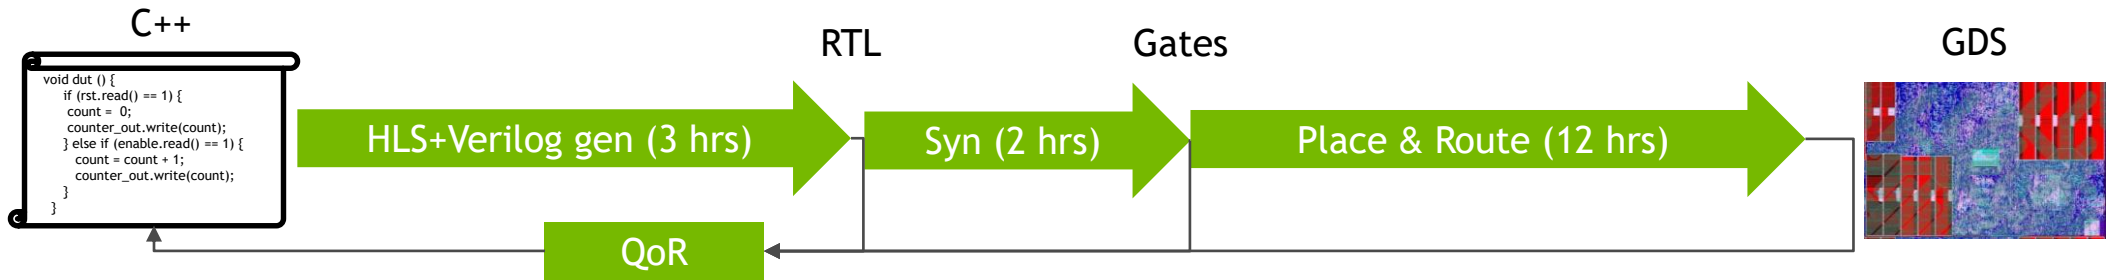 C++
RTL
Gates
GDS
void dut () {
if (rst.read() == 1) {
count = 0;
counter_out.write(count);
} else if (enable.read() == 1) {
count = count + 1;
counter_out.write(count);
}
}
HLS+Verilog gen (3 hrs)
Syn (2 hrs)
Place & Route (12 hrs)
QoR